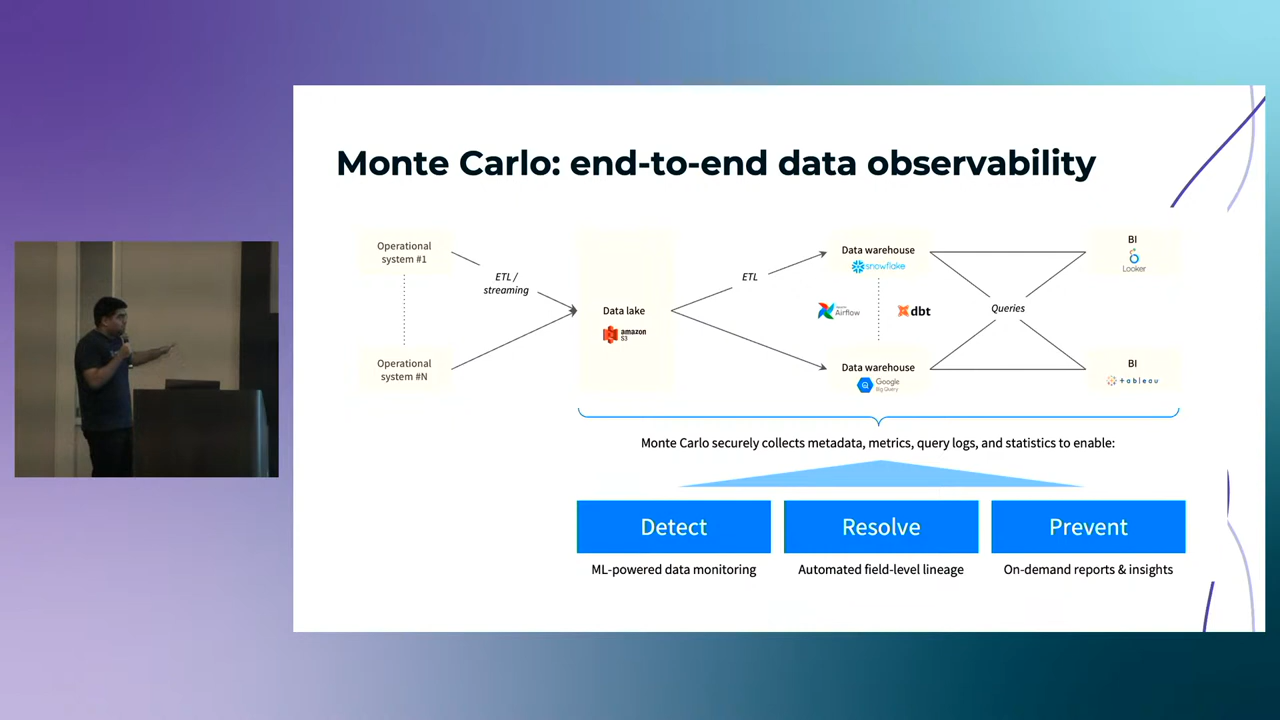 Monte Carlo: end-to-end data observability
Operational
system #1
ETL /
streaming
Operational
system #N
Data lake
amazon
S3
ETL
Data warehouse
snowflake
Airflow
dbt
Data warehouse
Google
Big Query
Queries
BI
Looker
BI
+ableau
Monte Carlo securely collects metadata, metrics, query logs, and statistics to enable:
Detect
Resolve
Prevent
ML-powered data monitoring
Automated field-level lineage
On-demand reports & insights